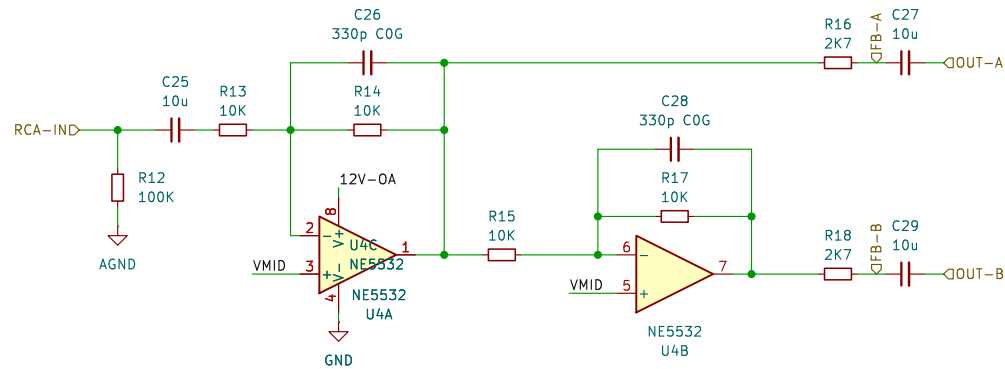 C26
330p C0G
R16
2K7
FB-A
C27
10u
OUT-A
C25
10u
R13
10K
R14
10K
C28
330p C0G
RCA-IN
R12
100K
12V-OA
R17
10K
AGND
8
2
1
3
4
V+
V-
U4C
NE5532
VMID
NE5532
U4A
GND
R15
10K
6
7
5
VMID
NE5532
U4B
R18
2K7
FB-B
C29
10u
OUT-B